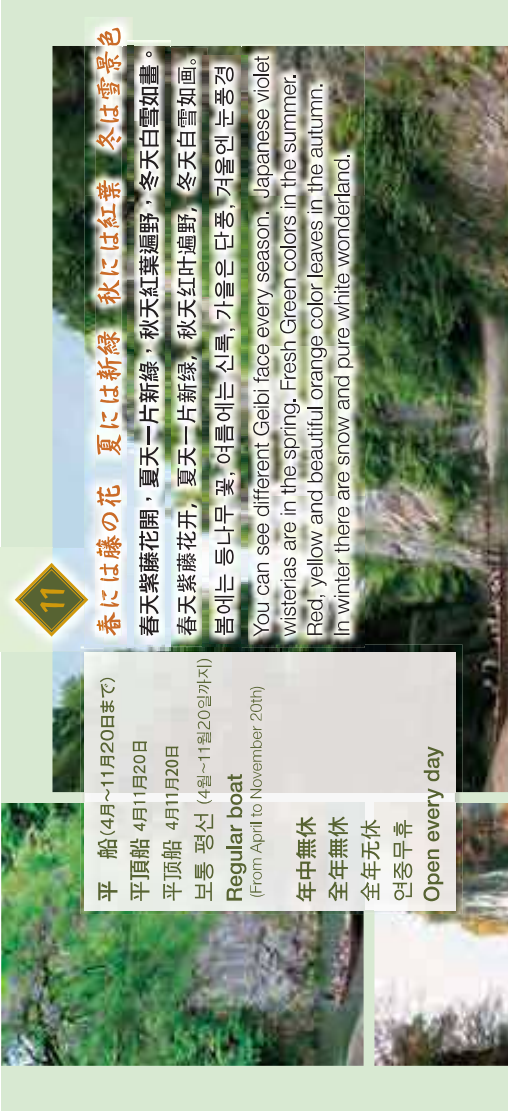 11
春には藤の花　夏には新緑　秋には紅葉　冬は雪景色
春天紫藤花開，夏天一片新綠，秋天紅葉遍野，冬天白雪如畫。
春天紫藤花开，夏天一片新绿，秋天红叶遍野，冬天白雪如画。
봄에는 등나무 꽃, 여름에는 신록, 가을은 단풍, 겨울엔 눈풍경
You can see different Geibi face every season. Japanese violet
wisterias are in the spring. Fresh Green colors in the summer.
Red, yellow and beautiful orange color leaves in the autumn.
In winter there are snow and pure white wonderland.
平　船(4月~11月20日まで)
平頂船 4月11月20日
平顶船 4月11月20日
보통 평선 (4월~11월20일까지)
Regular boat
(From April to November 20th)
年中無休
全年無休
全年无休
연중무휴
Open every day